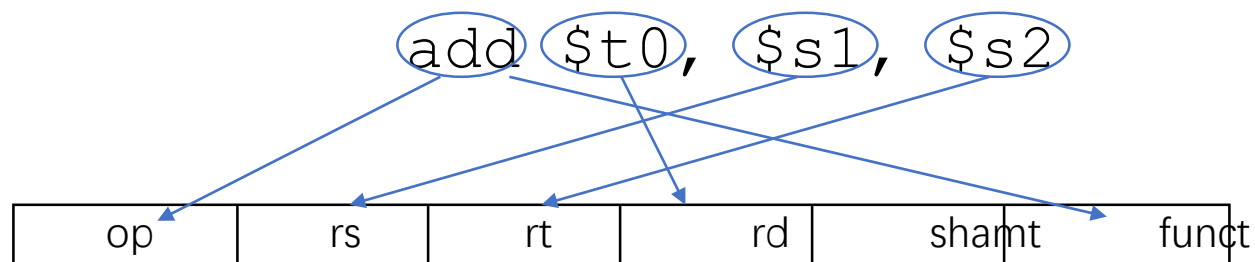 add $t0, $s1, $s2
op rs rt rd shamt funct